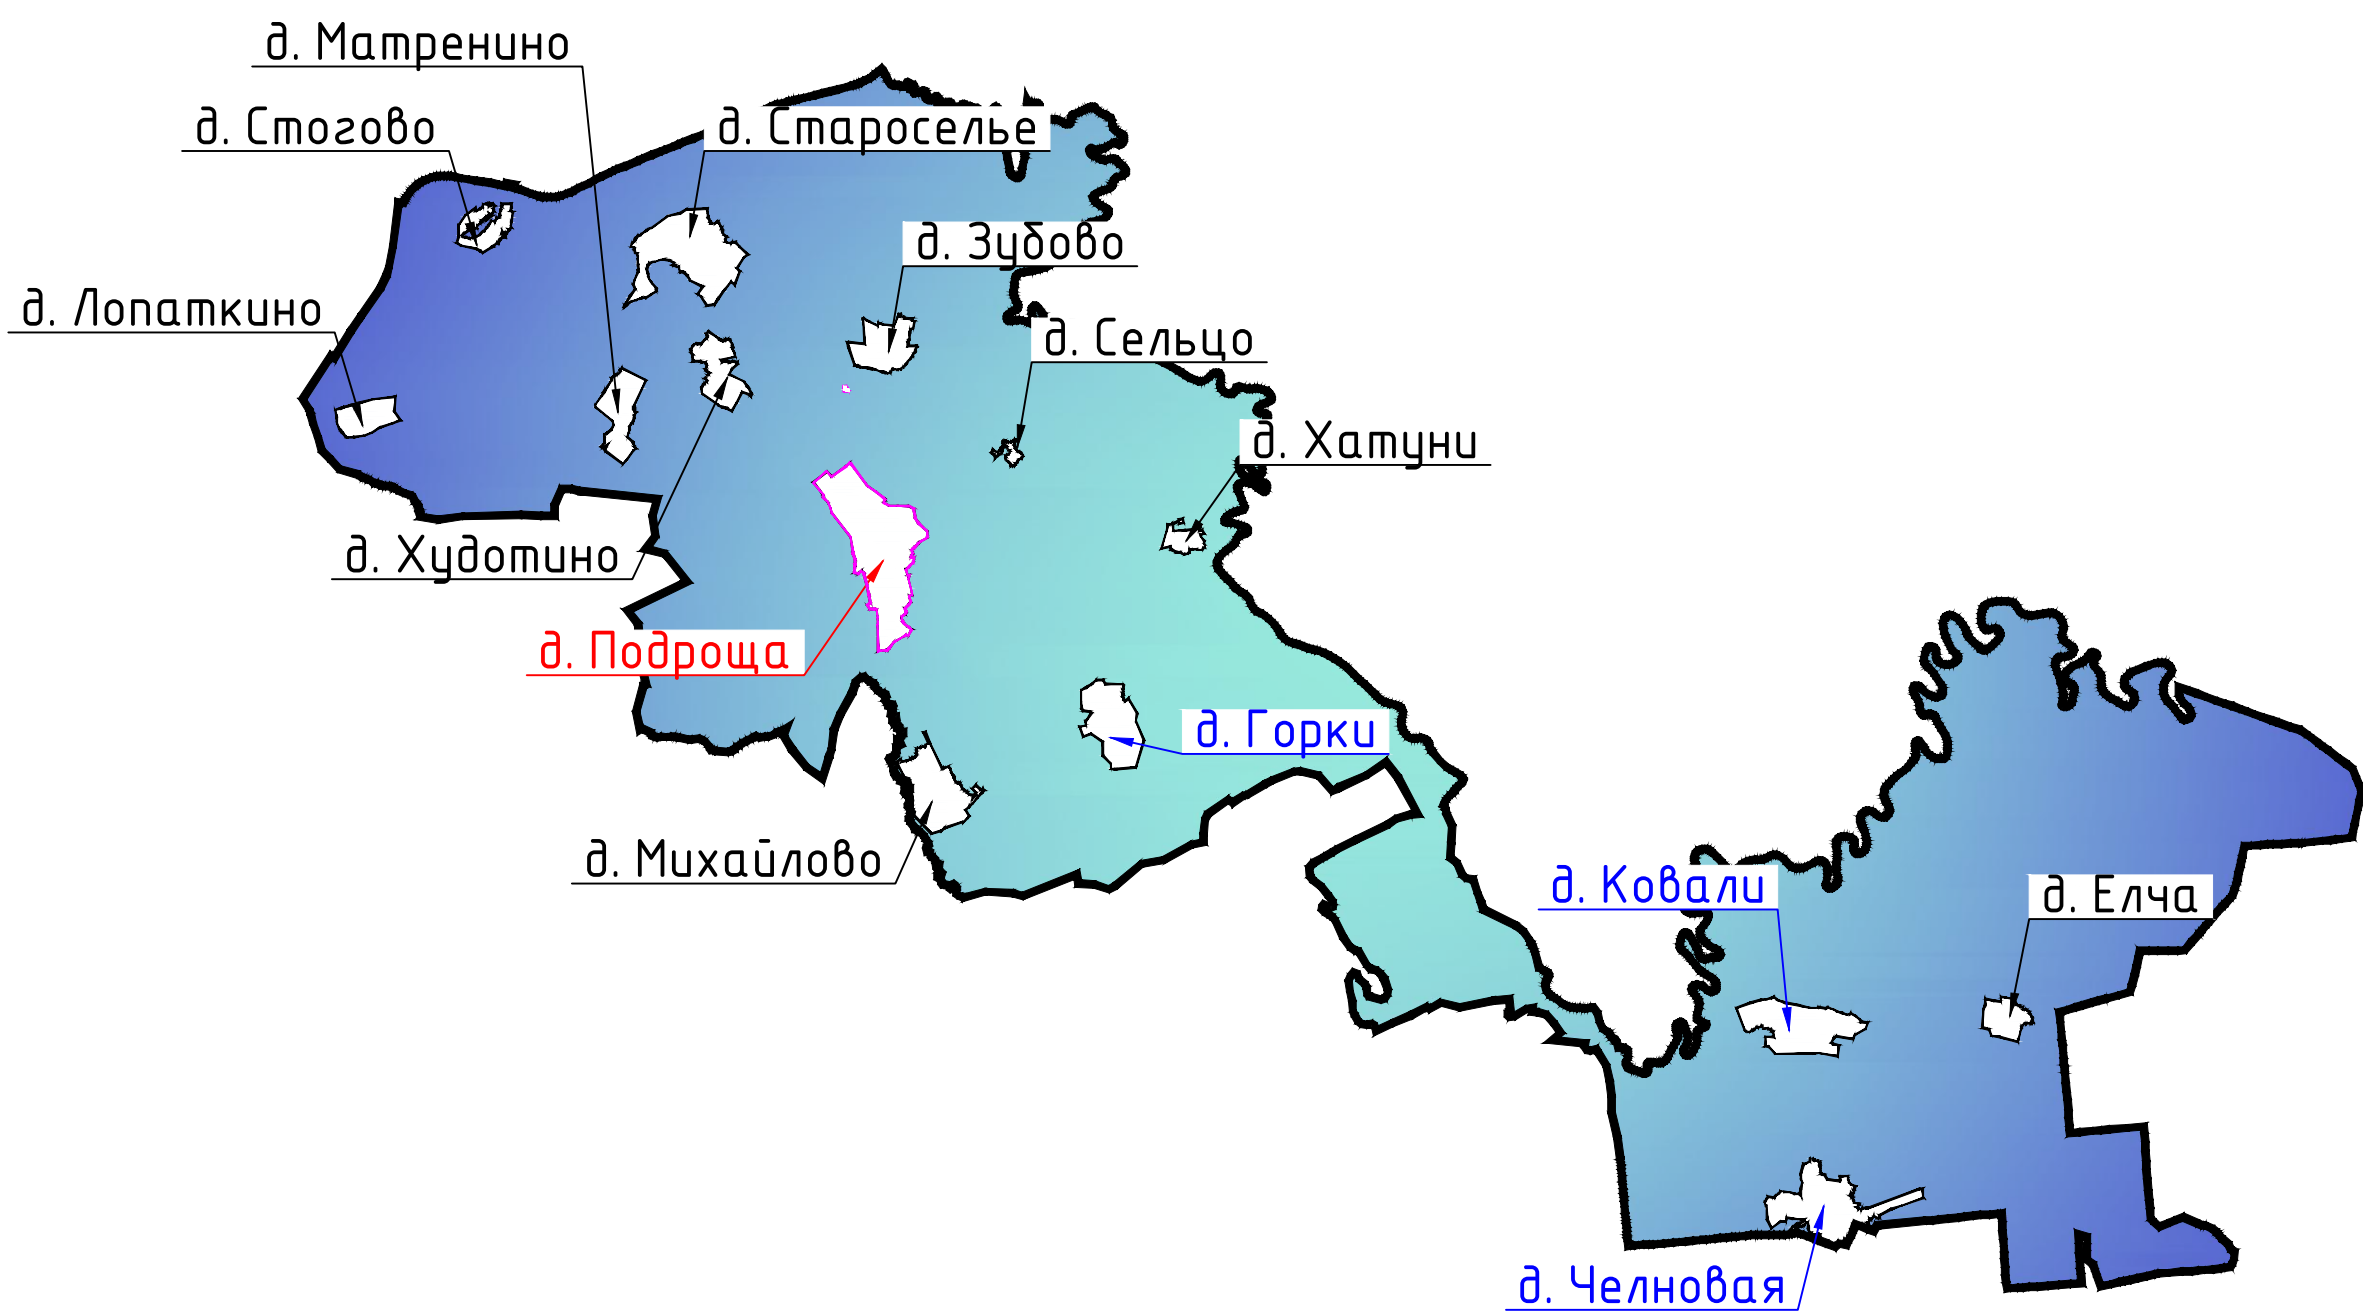 д. Матренино
д. Стогово
д. Староселье
д. Зубово
д. Лопаткино
д. Сельцо
д. Хатуни
д. Худотино
д. Подроща
д. Горки
д. Михайлово
д. Ковали
д. Елча
д. Челновая